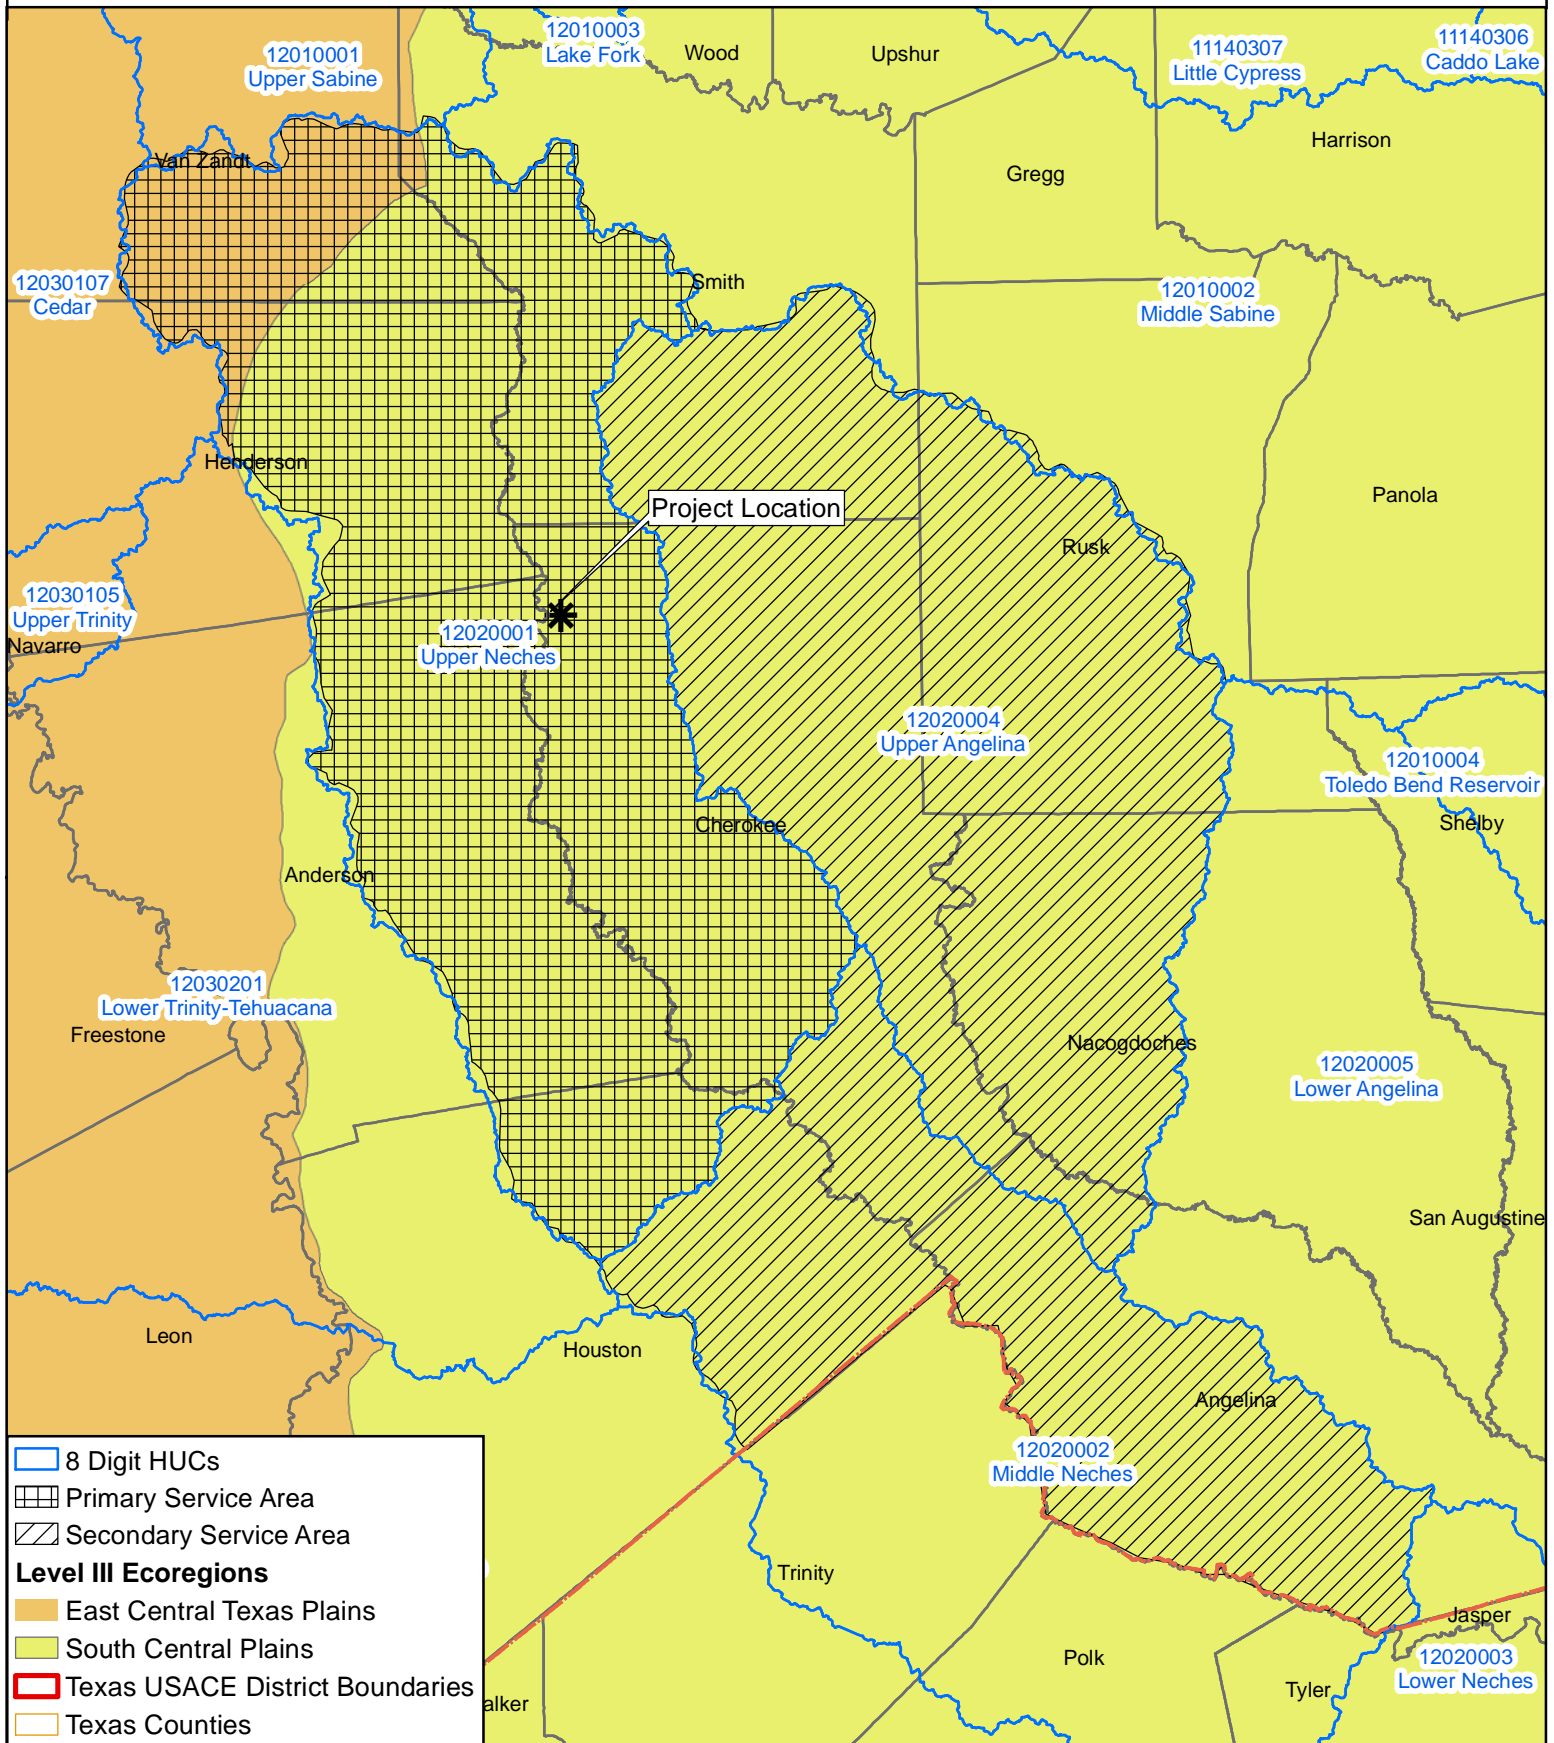 12010001
Upper Sabine
12010003
Lake Fork
Wood
Upshur
11140307
Little Cypress
11140306
Caddo Lake
Van Zandt
Harrison
Gregg
12030107
Cedar
Smith
12010002
Middle Sabine
Henderson
Project Location
Panola
Rusk
12030105
Upper Trinity
Navarro
12020001
Upper Neches
12020004
Upper Angelina
12010004
Toledo Bend Reservoir
Shelby
Cherokee
Anderson
12030201
Lower Trinity-Tehuacana
Freestone
Nacogdoches
12020005
Lower Angelina
San Augustine
Leon
Houston
Angelina
12020002
Middle Neches
Trinity
Jasper
Polk
12020003
Lower Neches
Tyler
alker
8 Digit HUCs
Primary Service Area
Secondary Service Area
Level III Ecoregions
East Central Texas Plains
South Central Plains
Texas USACE District Boundaries
Texas Counties